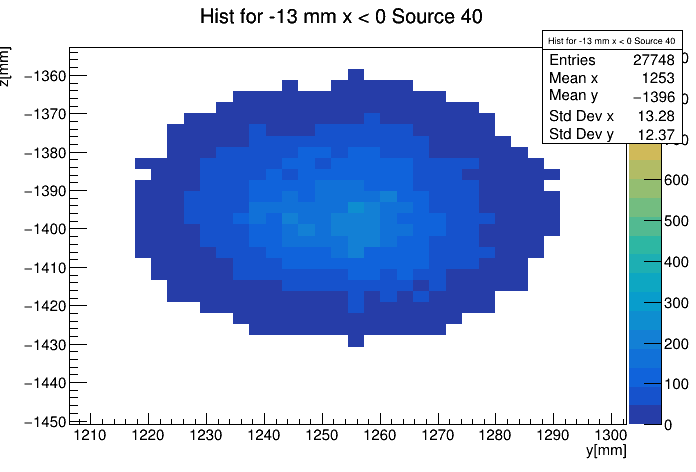 Hist for -13 mm x < 0 Source 40
z[mm]
Hist for -13 mm x < 0 Source 40
Entries 27748
Mean x 1253
Mean y −1396
Std Dev x 13.28
Std Dev y 12.37
−1360
−1370
−1380
−1390
−1400
−1410
−1420
−1430
−1440
−1450
600
500
400
300
200
100
0
1210 1220 1230 1240 1250 1260 1270 1280 1290 1300
y[mm]